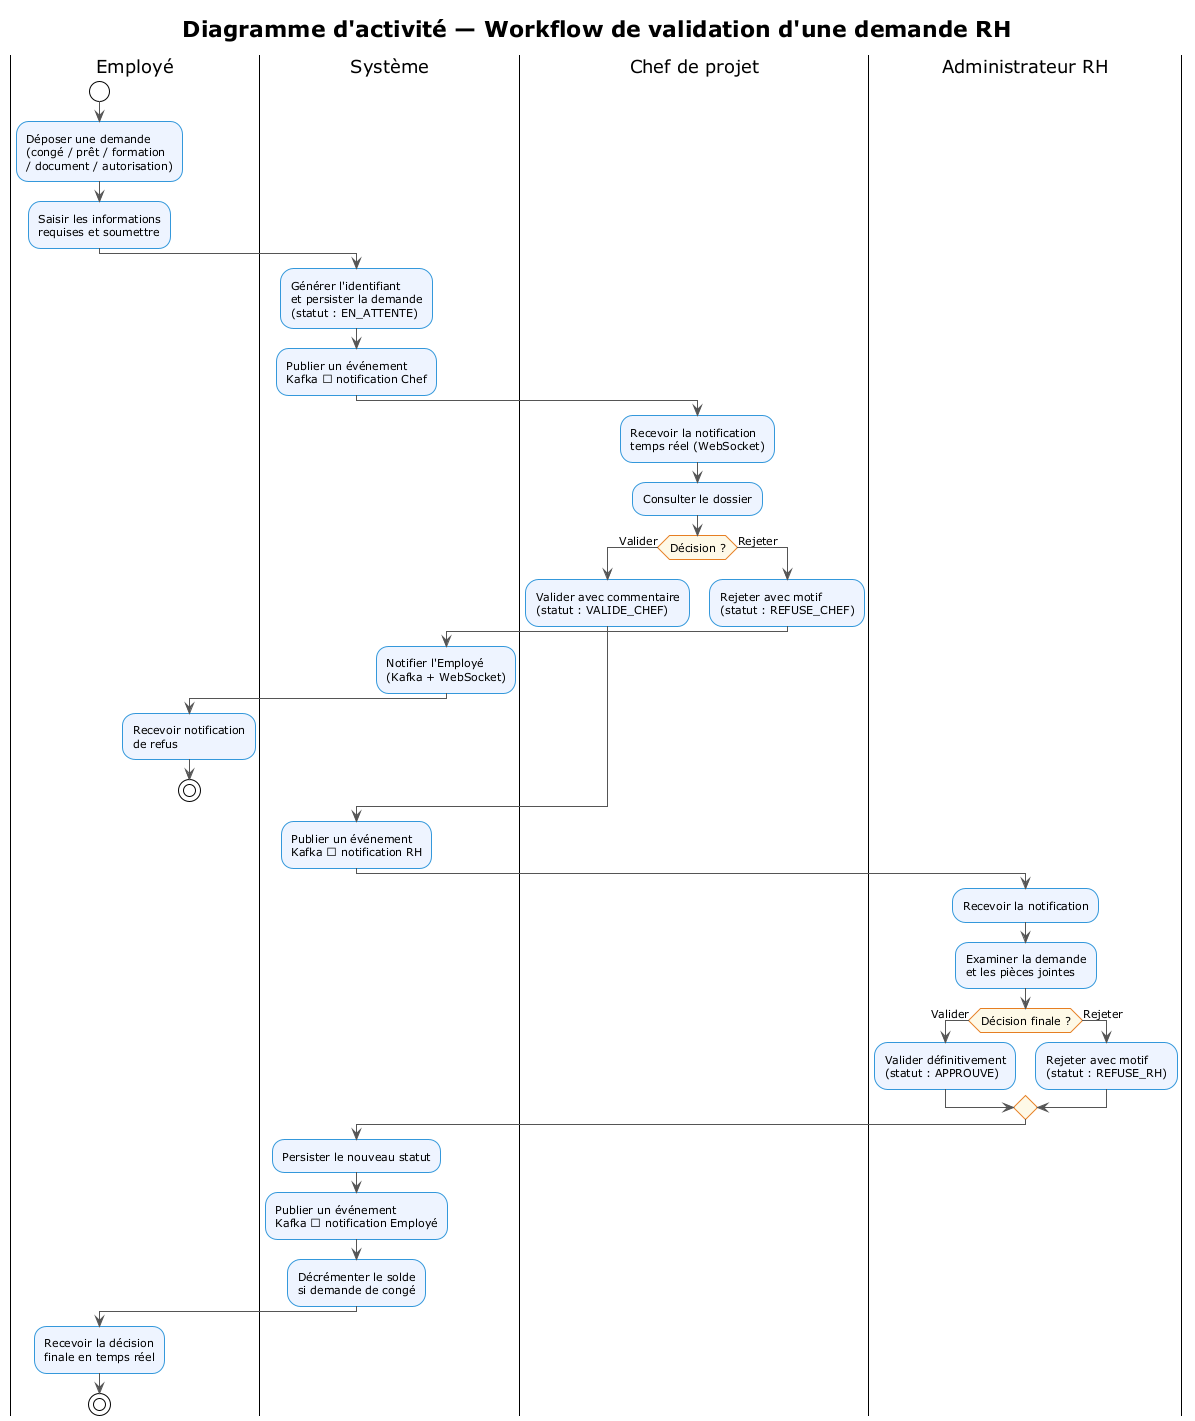 Diagramme d'activité — Workflow de validation d'une demande RH
Employé
Système
Chef de projet
Administrateur RH
Déposer une demande
(congé / prêt / formation
/ document / autorisation)
Saisir les informations
requises et soumettre
Générer l'identifiant
et persister la demande
(statut : EN_ATTENTE)
Publier un événement
Kafka □ notification Chef
Recevoir la notification
temps réel (WebSocket)
Consulter le dossier
Valider
Décision ?
Rejeter
Valider avec commentaire
(statut : VALIDE_CHEF)
Rejeter avec motif
(statut : REFUSE_CHEF)
Notifier l'Employé
(Kafka + WebSocket)
Recevoir notification
de refus
Publier un événement
Kafka □ notification RH
Recevoir la notification
Examiner la demande
et les pièces jointes
Valider
Décision finale ?
Rejeter
Valider définitivement
(statut : APPROUVE)
Rejeter avec motif
(statut : REFUSE_RH)
Persister le nouveau statut
Publier un événement
Kafka □ notification Employé
Décrémenter le solde
si demande de congé
Recevoir la décision
finale en temps réel